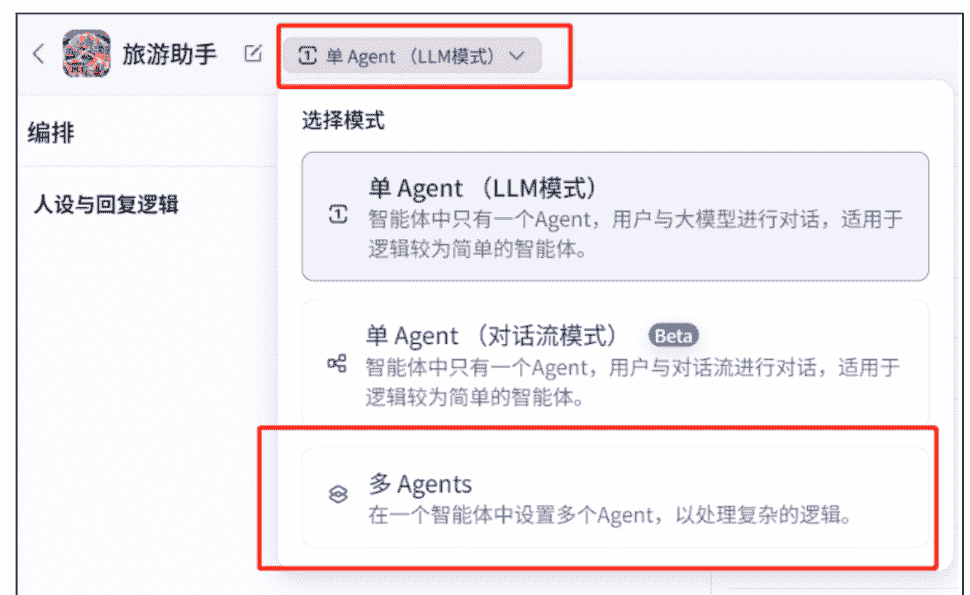 旅游助手
单 Agent （LLM模式）
编排
选择模式
人设与回复逻辑
单 Agent （LLM模式）
智能体中只有一个Agent，用户与大模型进行对话，适用于
逻辑较为简单的智能体。
单 Agent （对话流模式） Beta
智能体中只有一个Agent，用户与对话流进行对话，适用于
逻辑较为简单的智能体。
多 Agents
在一个智能体中设置多个Agent，以处理复杂的逻辑。